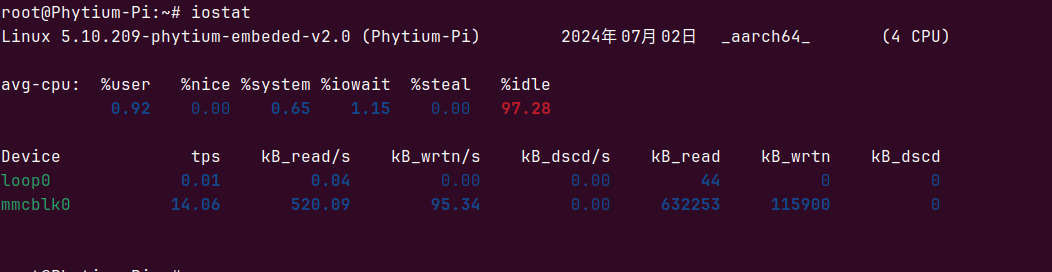 root@Phytium-Pi:~# iostat
Linux 5.10.209-phytium-embeded-v2.0 (Phytium-Pi) 2024年07月02日 _aarch64_ (4 CPU)
avg-cpu: %user %nice %system %iowait %steal %idle
0.92 0.00 0.65 1.15 0.00 97.28
Device tps kB_read/s kB_wrtn/s kB_dscd/s kB_read kB_wrtn kB_dscd
loop0 0.01 0.04 0.00 0.00 44 0 0
mmcblk0 14.06 520.09 95.34 0.00 632253 115900 0